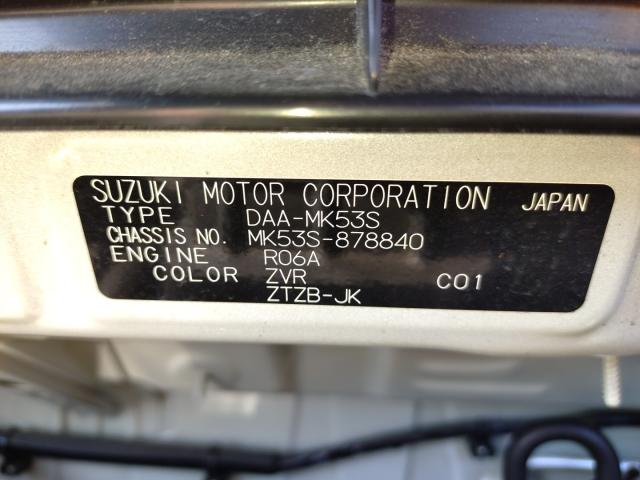 SUZUKI MOTOR CORPORATION JAPAN
TYPE DAA-MK53S
CHASSIS NO. MK53S-878840
ENGINE R06A
COLOR ZVR C01
ZTZB-JK